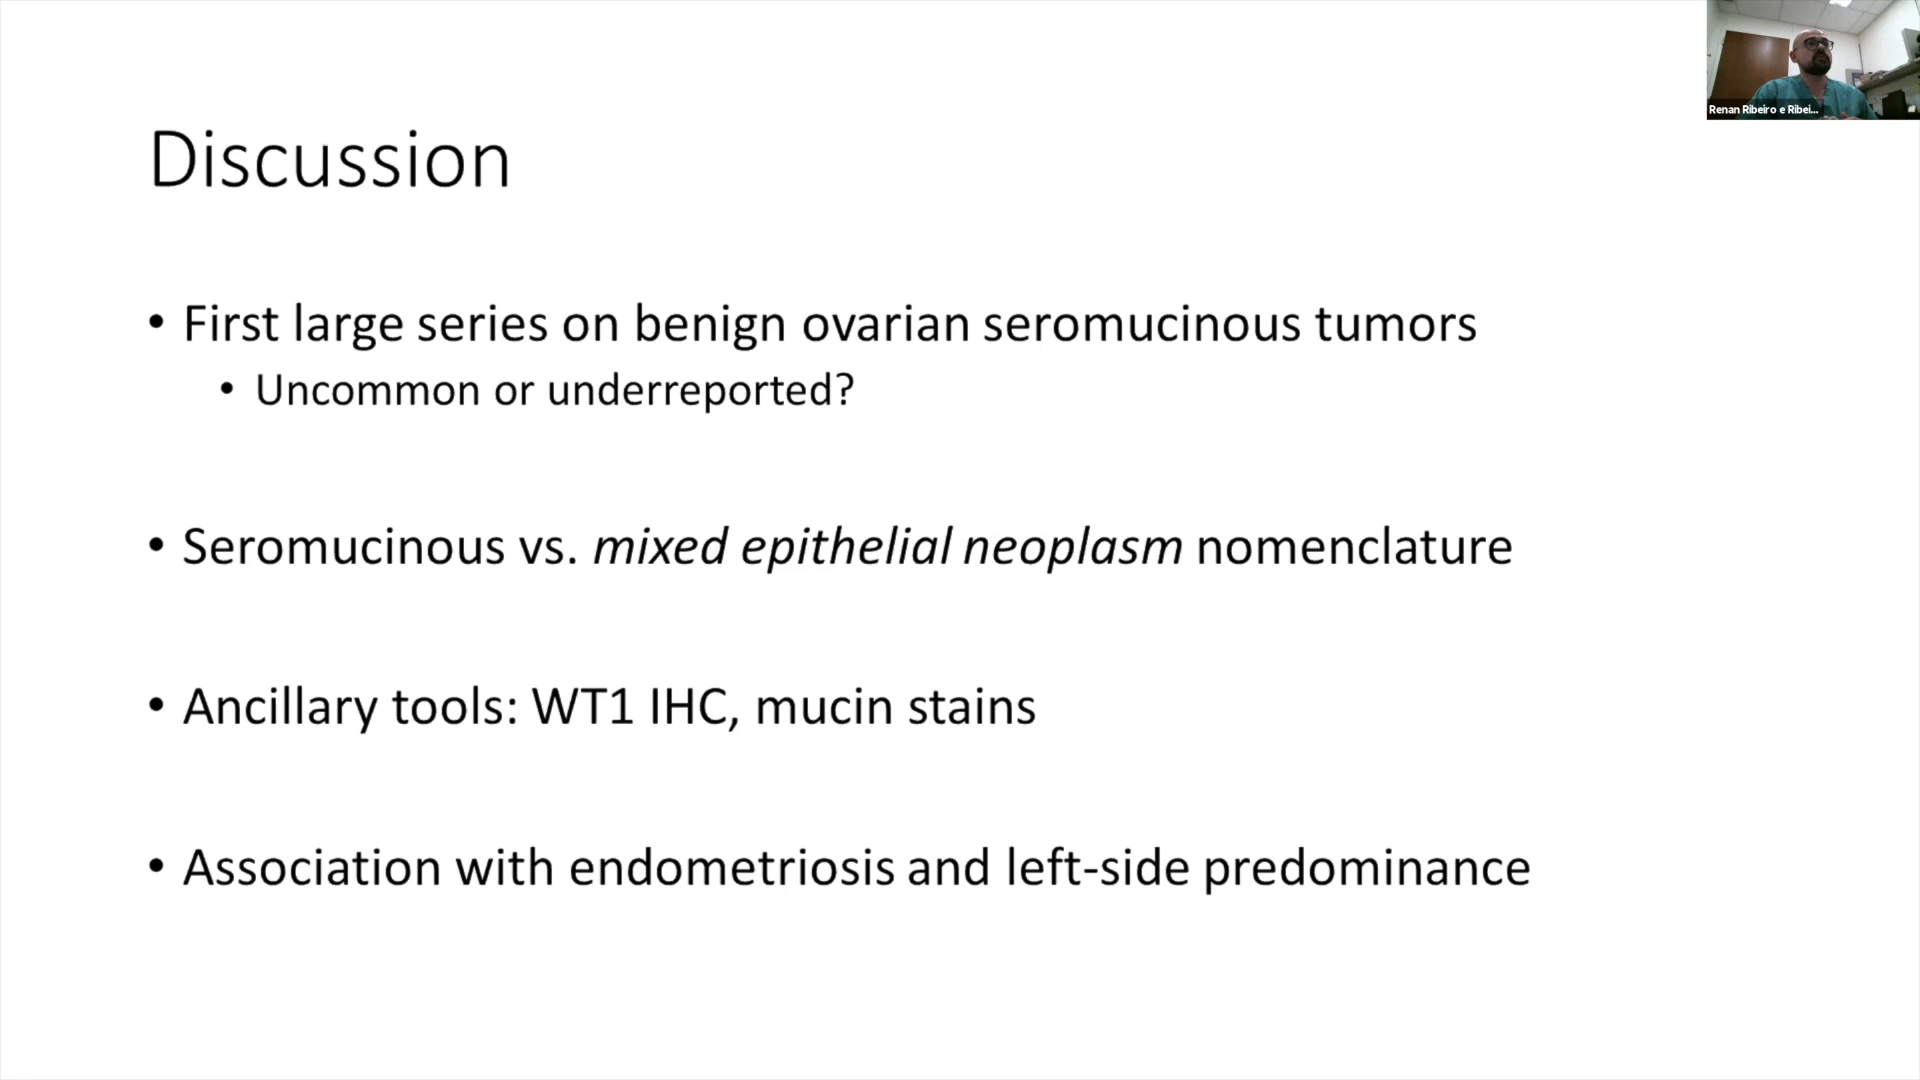 Renan Ribeiro e Ribei...
Discussion
• First large series on benign ovarian seromucinous tumors
• Uncommon or underreported?
• Seromucinous vs. mixed epithelial neoplasm nomenclature
• Ancillary tools: WT1 IHC, mucin stains
• Association with endometriosis and left-side predominance